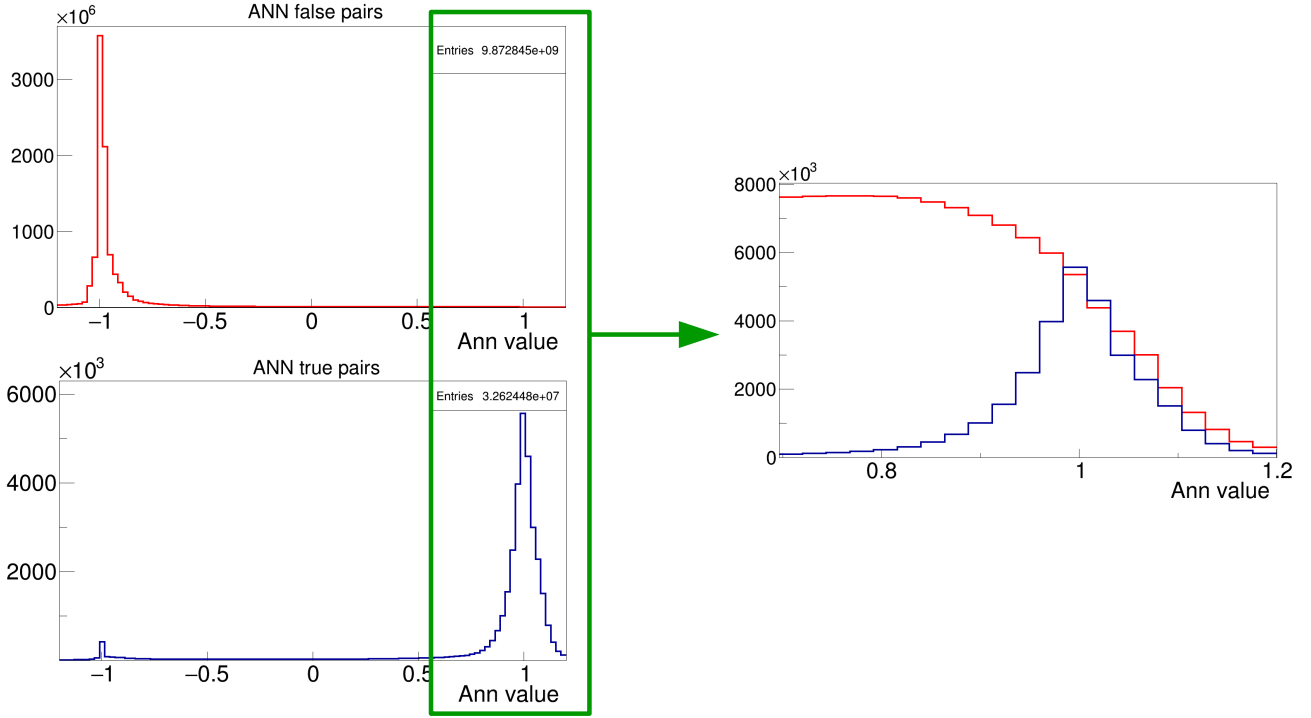 ANN false pairs
×10⁶
Entries 9.872845e+09
3000
2000
1000
0
−1 −0.5 0 0.5 1
Ann value
ANN true pairs
×10³
Entries 3.262448e+07
6000
4000
2000
−1 −0.5 0 0.5 1
Ann value
×10³
8000
6000
4000
2000
0
0.8 1 1.2
Ann value